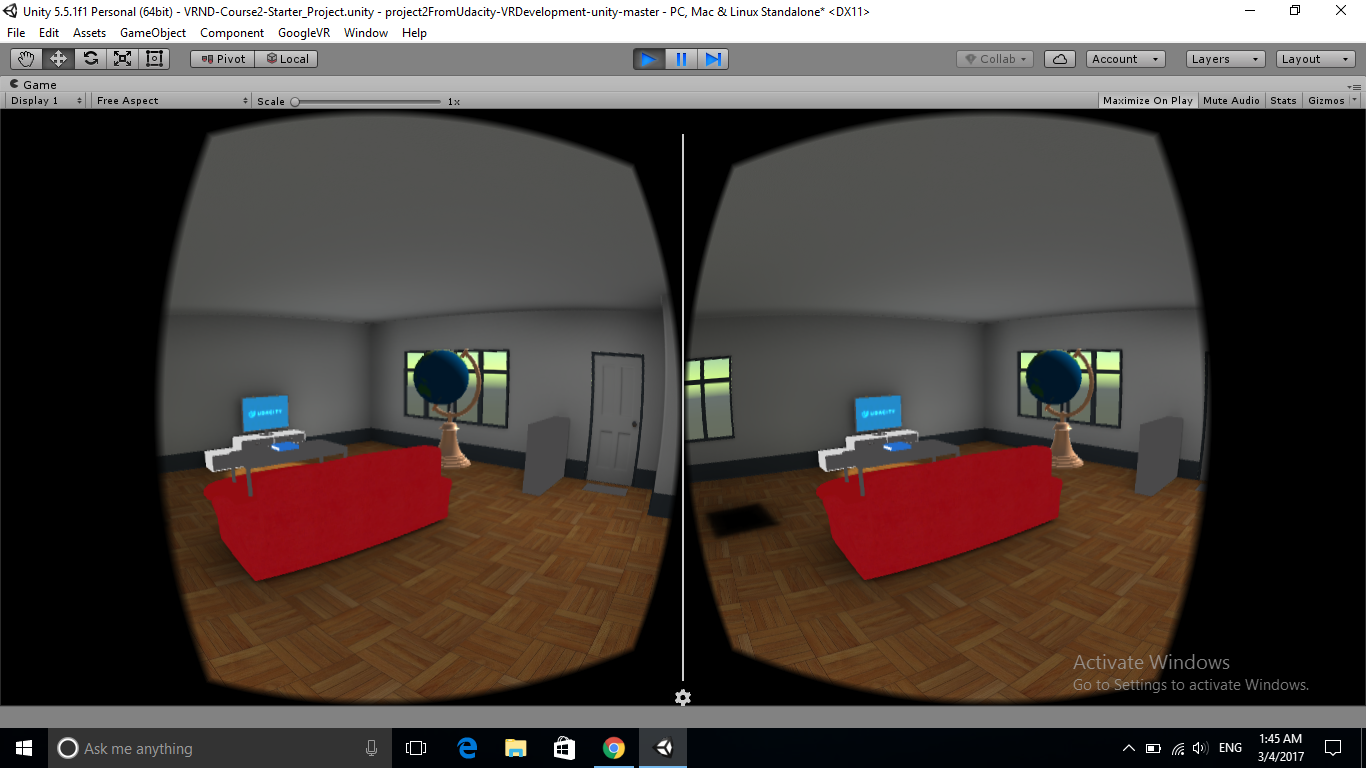 Unity 5.5.1f1 Personal (64bit) - VRND-Course2-Starter_Project.unity - project2FromUdacity-VRDevelopment-unity-master - PC, Mac & Linux Standalone* <DX11>
File Edit Assets GameObject Component GoogleVR Window Help
Pivot Local Collab Account Layers Layout
Game
Display 1 Free Aspect Scale 1x Maximize On Play Mute Audio Stats Gizmos
UDACITY UDACITY
Activate Windows
Go to Settings to activate Windows.
Ask me anything ENG 1:45 AM
3/4/2017